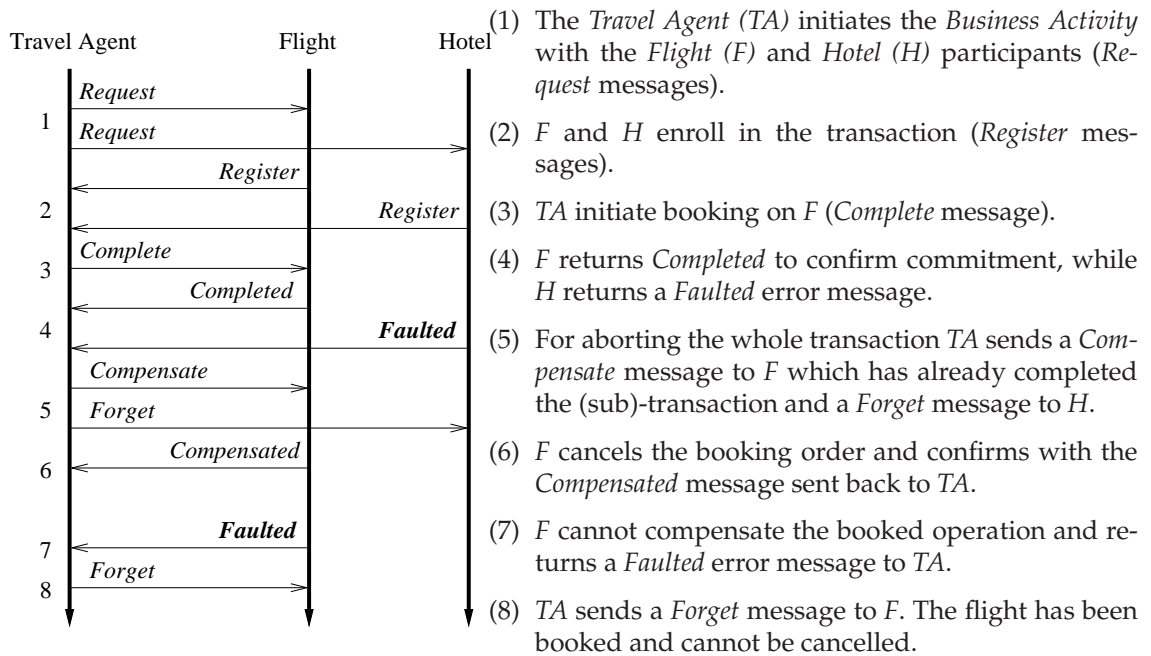 Travel Agent Flight Hotel
Request
1
Request
Register
2 Register
Complete
3
Completed
4 Faulted
Compensate
5 Forget
Compensated
6
Faulted
7
Forget
8
(1) The Travel Agent (TA) initiates the Business Activity
with the Flight (F) and Hotel (H) participants (Re-
quest messages).
(2) F and H enroll in the transaction (Register mes-
sages).
(3) TA initiate booking on F (Complete message).
(4) F returns Completed to confirm commitment, while
H returns a Faulted error message.
(5) For aborting the whole transaction TA sends a Com-
pensate message to F which has already completed
the (sub)-transaction and a Forget message to H.
(6) F cancels the booking order and confirms with the
Compensated message sent back to TA.
(7) F cannot compensate the booked operation and re-
turns a Faulted error message to TA.
(8) TA sends a Forget message to F. The flight has been
booked and cannot be cancelled.